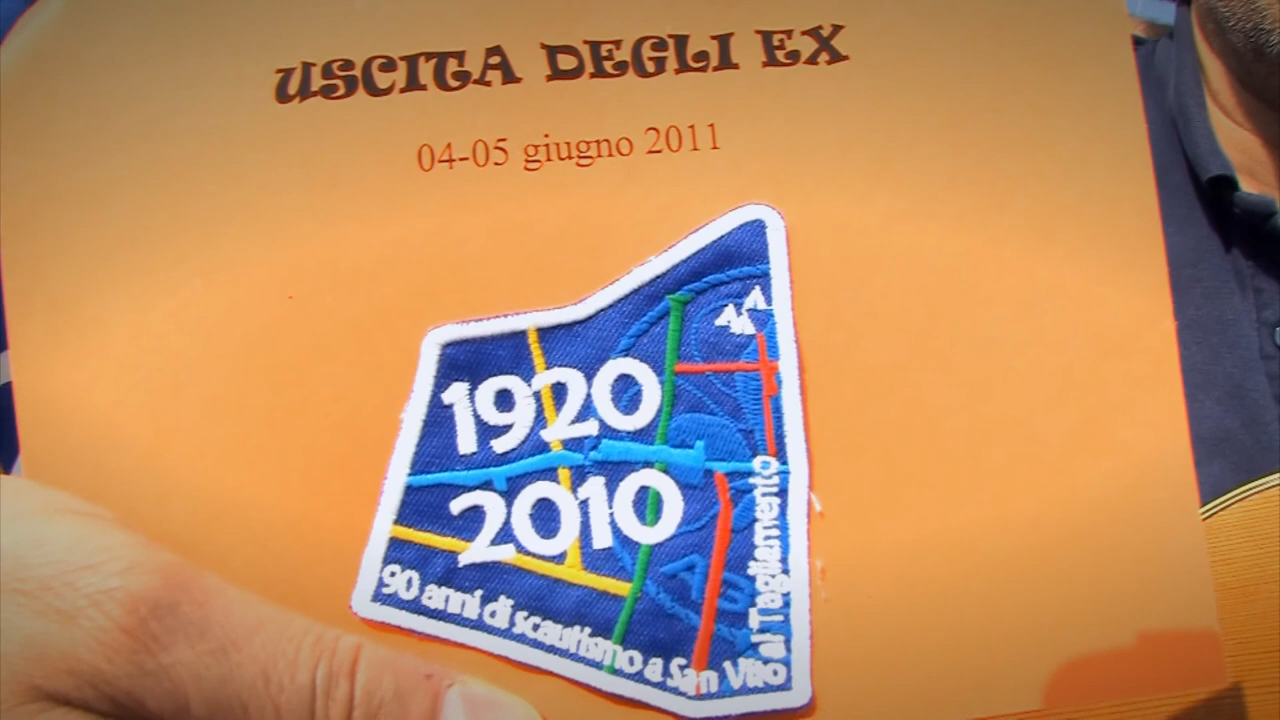 USCITA DEGLI EX
04-05 giugno 2011
1920
2010
90 anni di scautismo a San Vito
al Tagliamento